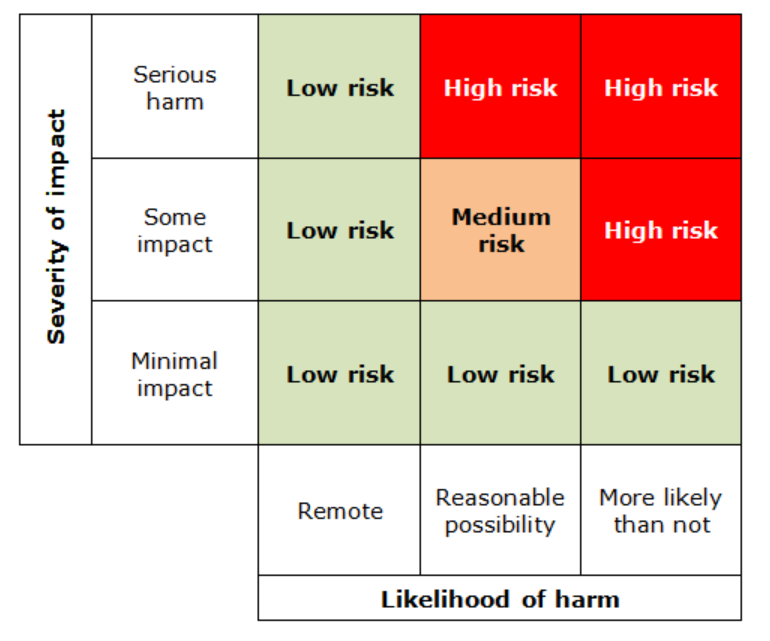 Severity of impact
Serious
harm
Low risk
High risk
High risk
Some
impact
Low risk
Medium
risk
High risk
Minimal
impact
Low risk
Low risk
Low risk
Remote
Reasonable
possibility
More likely
than not
Likelihood of harm